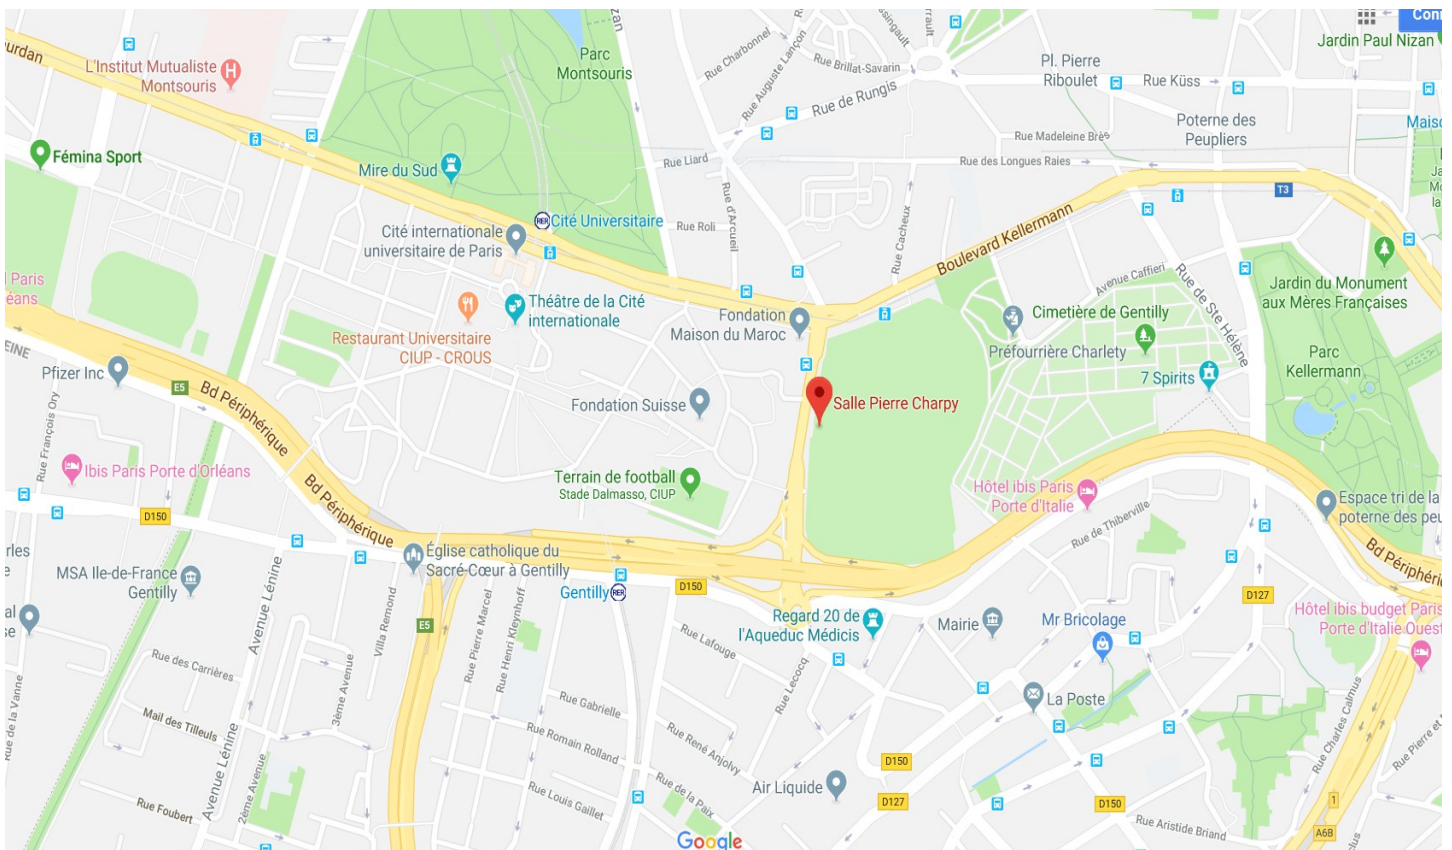 Conn
ourdan
L'Institut Mutualiste
Montsouris
Parc
Montsouris
Rue Charbonnel
Rue Auguste Lançon
Rue Brillat-Savarin
Rue de Rungis
Pl. Pierre
Riboulet
Rue Küss
Jardin Paul Nizan
Poterne des
Peupliers
Rue Madeleine Brès
Rue des Longues Raies
Fémina Sport
Mire du Sud
Rue Liard
Rue d'Arcueil
Rue Roli
Rue Cacheux
RER
Cité Universitaire
Cité internationale
universitaire de Paris
Boulevard Kellermann
T3
Avenue Caffieri
Rue de Ste Hélène
Jardin du Monument
aux Mères Françaises
Théâtre de la Cité
internationale
Restaurant Universitaire
CIUP - CROUS
Fondation
Maison du Maroc
Cimetière de Gentilly
Préfourrière Charlety
7 Spirits
Parc
Kellermann
Pfizer Inc
E5
Bd Périphérique
Fondation Suisse
Salle Pierre Charpy
Rue François Ory
Ibis Paris Porte d'Orléans
Bd Périphérique
Terrain de football
Stade Dalmasso, CIUP
Hôtel ibis Paris
Porte d'Italie
Espace tri de la
poterne des peu
Rue de Thiberville
D150
Bd Périphéri
Église catholique du
Sacré-Cœur à Gentilly
MSA Ile-de-France
Gentilly
Avenue Lénine
Gentilly
RER
D150
D127
Regard 20 de
l'Aqueduc Médicis
Mairie
Mr Bricolage
Hôtel ibis budget Paris
Porte d'Italie Ouest
E5
Villa Remond
Rue Pierre Marcel
Rue Henri Kleynhoff
Rue Lafouge
Rue Lecocq
Rue des Carrières
3ème Avenue
Rue de la Vanne
Mail des Tilleuls
Rue Gabrielle
La Poste
Rue Charles Calmus
Rue Romain Rolland
Rue René Anjolvy
Avenue Lénine
2ème Avenue
Rue Foubert
Rue Louis Gaillet
Rue de la Paix
Air Liquide
D150
D127
D150
Rue Aristide Briand
1
A6B
Google